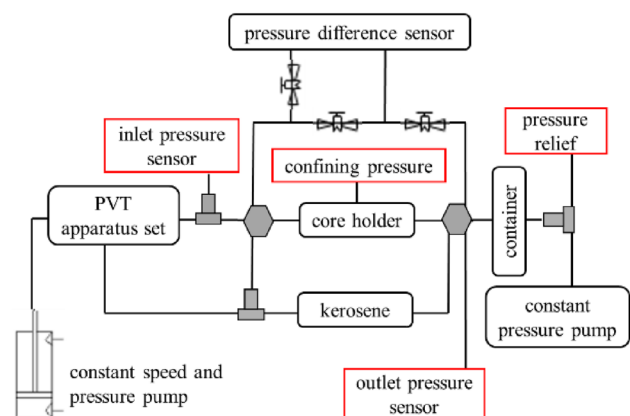 pressure difference sensor
inlet pressure
sensor
confining pressure
pressure
relief
PVT
apparatus set
core holder
container
kerosene
constant
pressure pump
constant speed and
pressure pump
outlet pressure
sensor